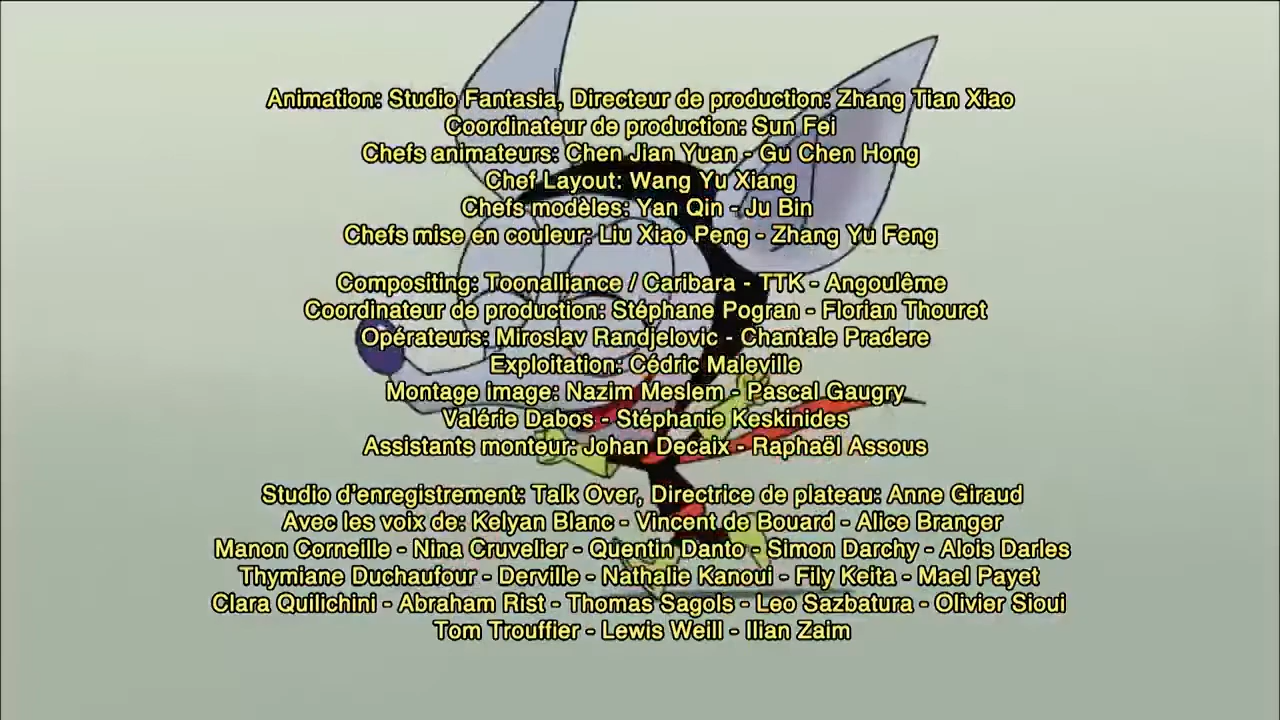 Animation: Studio Fantasia, Directeur de production: Zhang Tian Xiao
Coordinateur de production: Sun Fei
Chefs animateurs: Chen Jian Yuan - Gu Chen Hong
Chef Layout: Wang Yu Xiang
Chefs modèles: Yan Qin - Ju Bin
Chefs mise en couleur: Liu Xiao Peng - Zhang Yu Feng
Compositing: Toonalliance / Caribara - TTK - Angoulême
Coordinateur de production: Stéphane Pogran - Florian Thouret
Opérateurs: Miroslav Randjelovic - Chantale Pradere
Exploitation: Cédric Maleville
Montage image: Nazim Meslem - Pascal Gaugry
Valérie Dabos - Stéphanie Keskinides
Assistants monteur: Johan Decaix - Raphaël Assous
Studio d'enregistrement: Talk Over, Directrice de plateau: Anne Giraud
Avec les voix de: Kelyan Blanc - Vincent de Bouard - Alice Branger
Manon Corneille - Nina Cruvelier - Quentin Danto - Simon Darchy - Alois Darles
Thymiane Duchaufour - Derville - Nathalie Kanoui - Fily Keita - Mael Payet
Clara Quilichini - Abraham Rist - Thomas Sagols - Leo Sazbatura - Olivier Sioui
Tom Trouffier - Lewis Weill - Ilian Zaim